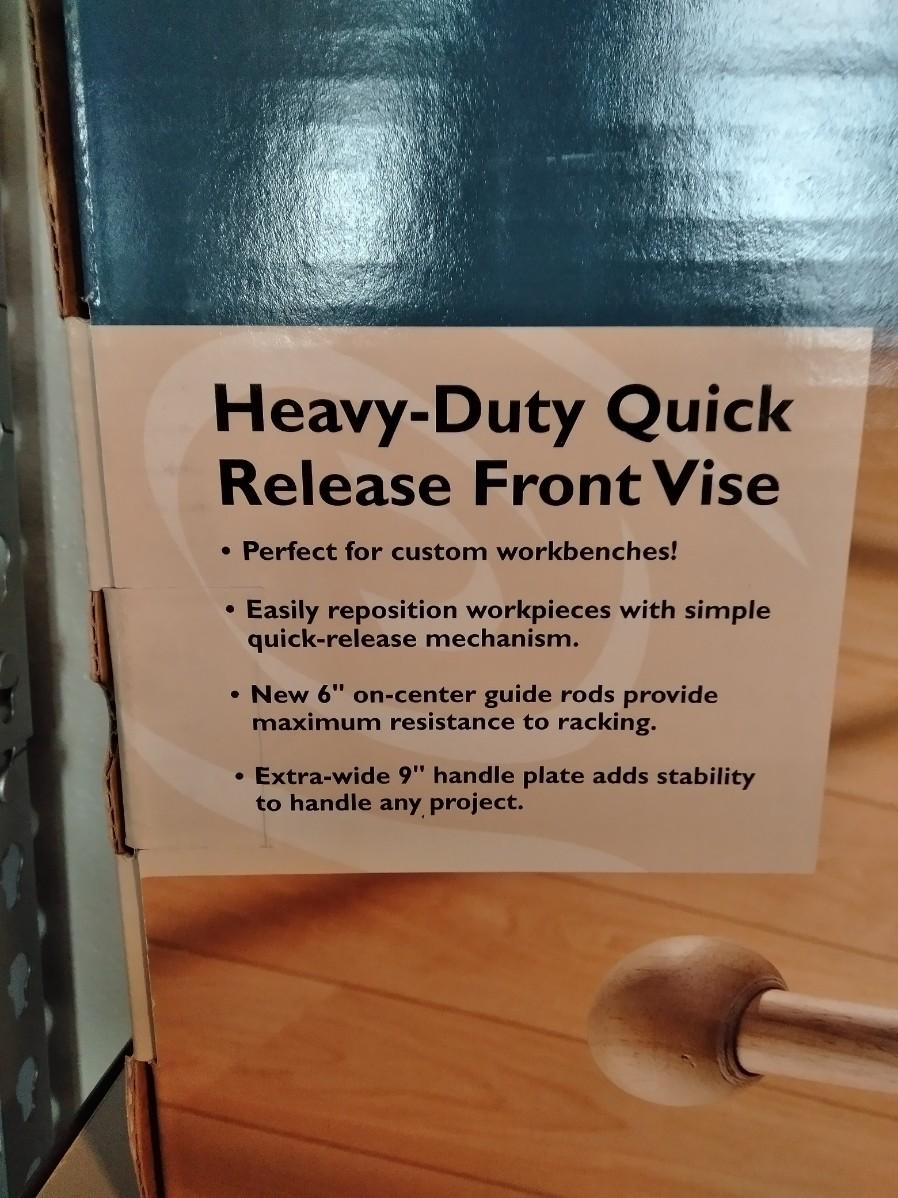 Heavy-Duty Quick
Release Front Vise
• Perfect for custom workbenches!
• Easily reposition workpieces with simple
quick-release mechanism.
• New 6" on-center guide rods provide
maximum resistance to racking.
• Extra-wide 9" handle plate adds stability
to handle any project.